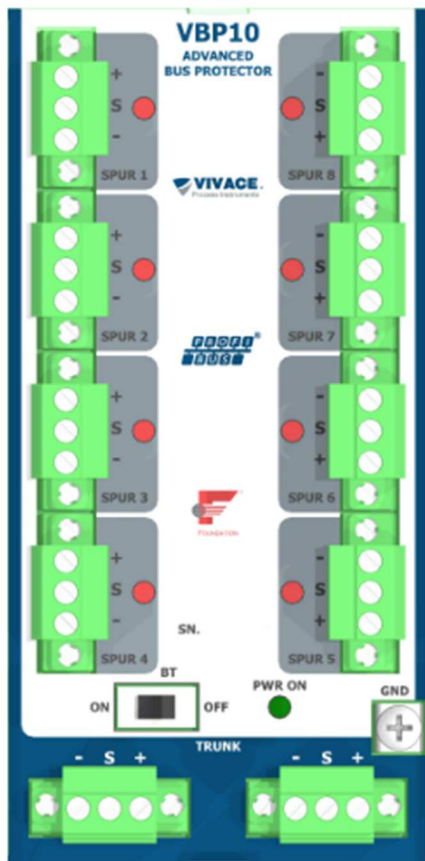 VBP10
ADVANCED
BUS PROTECTOR
+
S
-
SPUR 1
-
S
+
SPUR 8
VIVACE.
Process Instruments
+
S
-
SPUR 2
-
S
+
SPUR 7
PROFI®
BUS
+
S
-
SPUR 3
-
S
+
SPUR 6
F
FOUNDATION
+
S
-
SPUR 4
-
S
+
SPUR 5
SN.
BT
ON OFF
PWR ON
GND
TRUNK
- S +
- S +